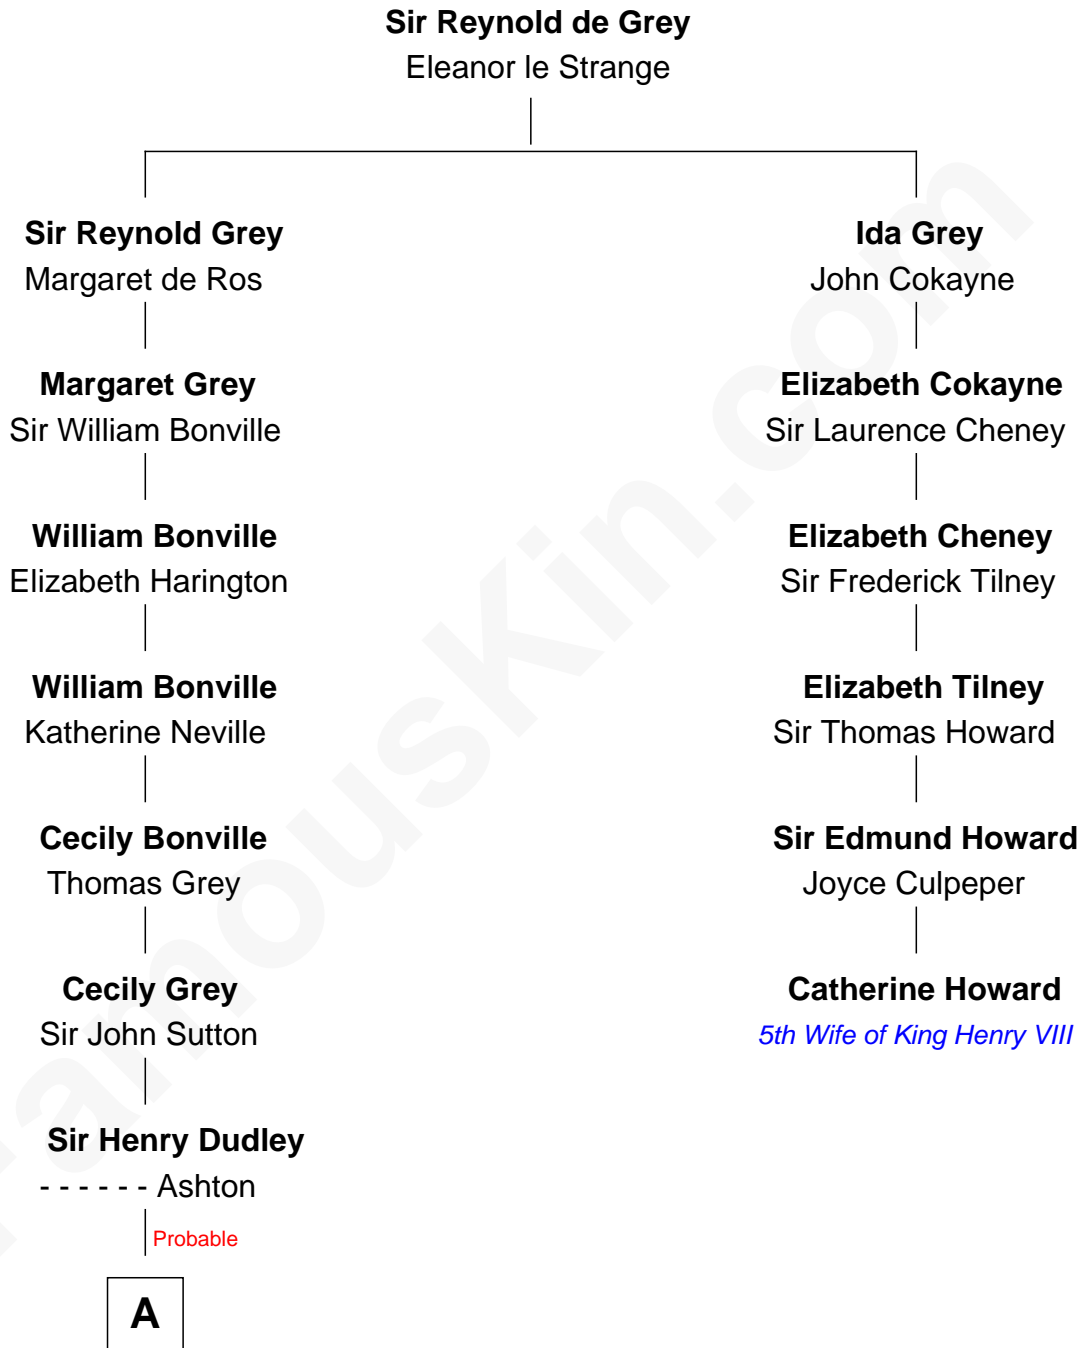 Sir Reynold de Grey
Eleanor le Strange
Sir Reynold Grey
Margaret de Ros
Ida Grey
John Cokayne
Margaret Grey
Sir William Bonville
Elizabeth Cokayne
Sir Laurence Cheney
William Bonville
Elizabeth Harington
Elizabeth Cheney
Sir Frederick Tilney
William Bonville
Katherine Neville
Elizabeth Tilney
Sir Thomas Howard
Cecily Bonville
Thomas Grey
Sir Edmund Howard
Joyce Culpeper
Cecily Grey
Sir John Sutton
Catherine Howard
5th Wife of King Henry VIII
Sir Henry Dudley
- - - - - - Ashton
Probable
A
FamousKin.com